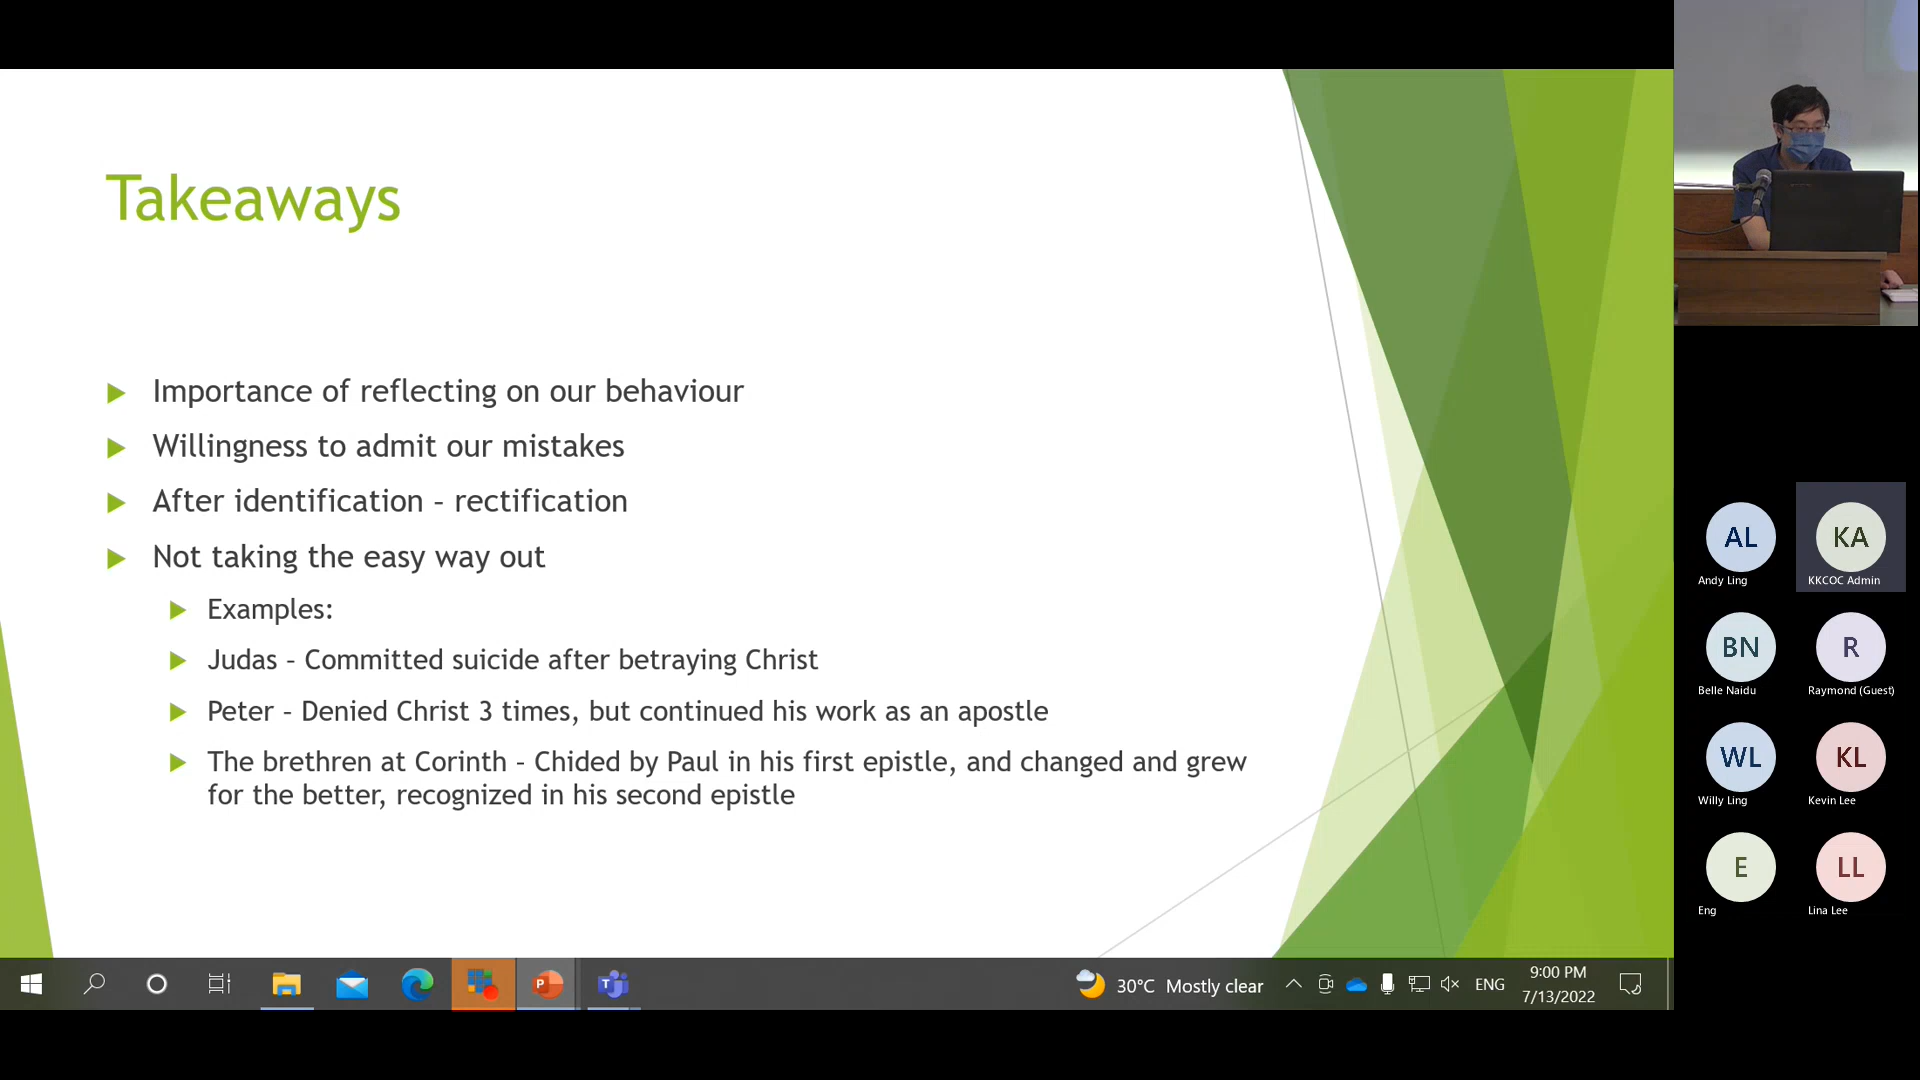 Takeaways
Importance of reflecting on our behaviour
Willingness to admit our mistakes
After identification – rectification
Not taking the easy way out
Examples:
Judas – Committed suicide after betraying Christ
Peter – Denied Christ 3 times, but continued his work as an apostle
The brethren at Corinth – Chided by Paul in his first epistle, and changed and grew
for the better, recognized in his second epistle
AL
Andy Ling
KA
KKCOC Admin
BN
Belle Naidu
R
Raymond (Guest)
WL
Willy Ling
KL
Kevin Lee
E
Eng
LL
Lina Lee
30°C Mostly clear
ENG
9:00 PM
7/13/2022